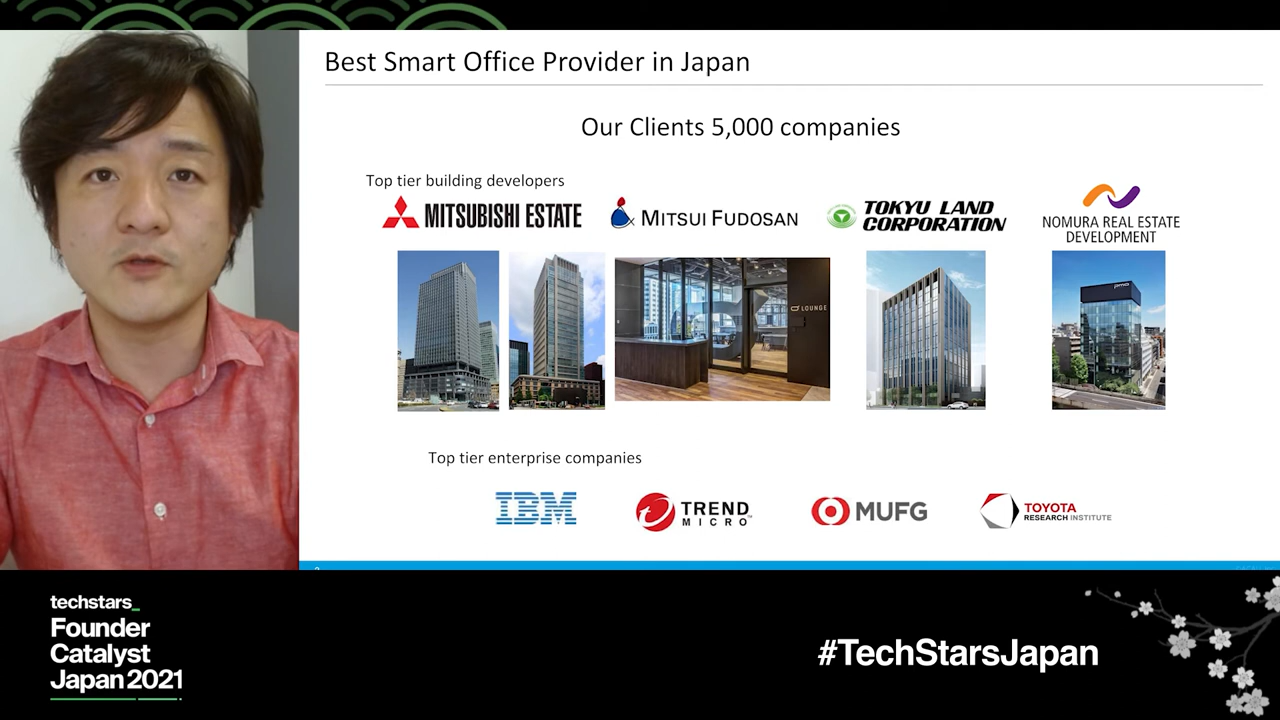 Best Smart Office Provider in Japan
Our Clients 5,000 companies
Top tier building developers
MITSUBISHI ESTATE
MITSUI FUDOSAN
TOKYU LAND
CORPORATION
NOMURA REAL ESTATE
DEVELOPMENT
LOUNGE
pmo
Top tier enterprise companies
IBM
TREND
MICRO
MUFG
TOYOTA
RESEARCH INSTITUTE
techstars_
Founder
Catalyst
Japan 2021
#TechStarsJapan